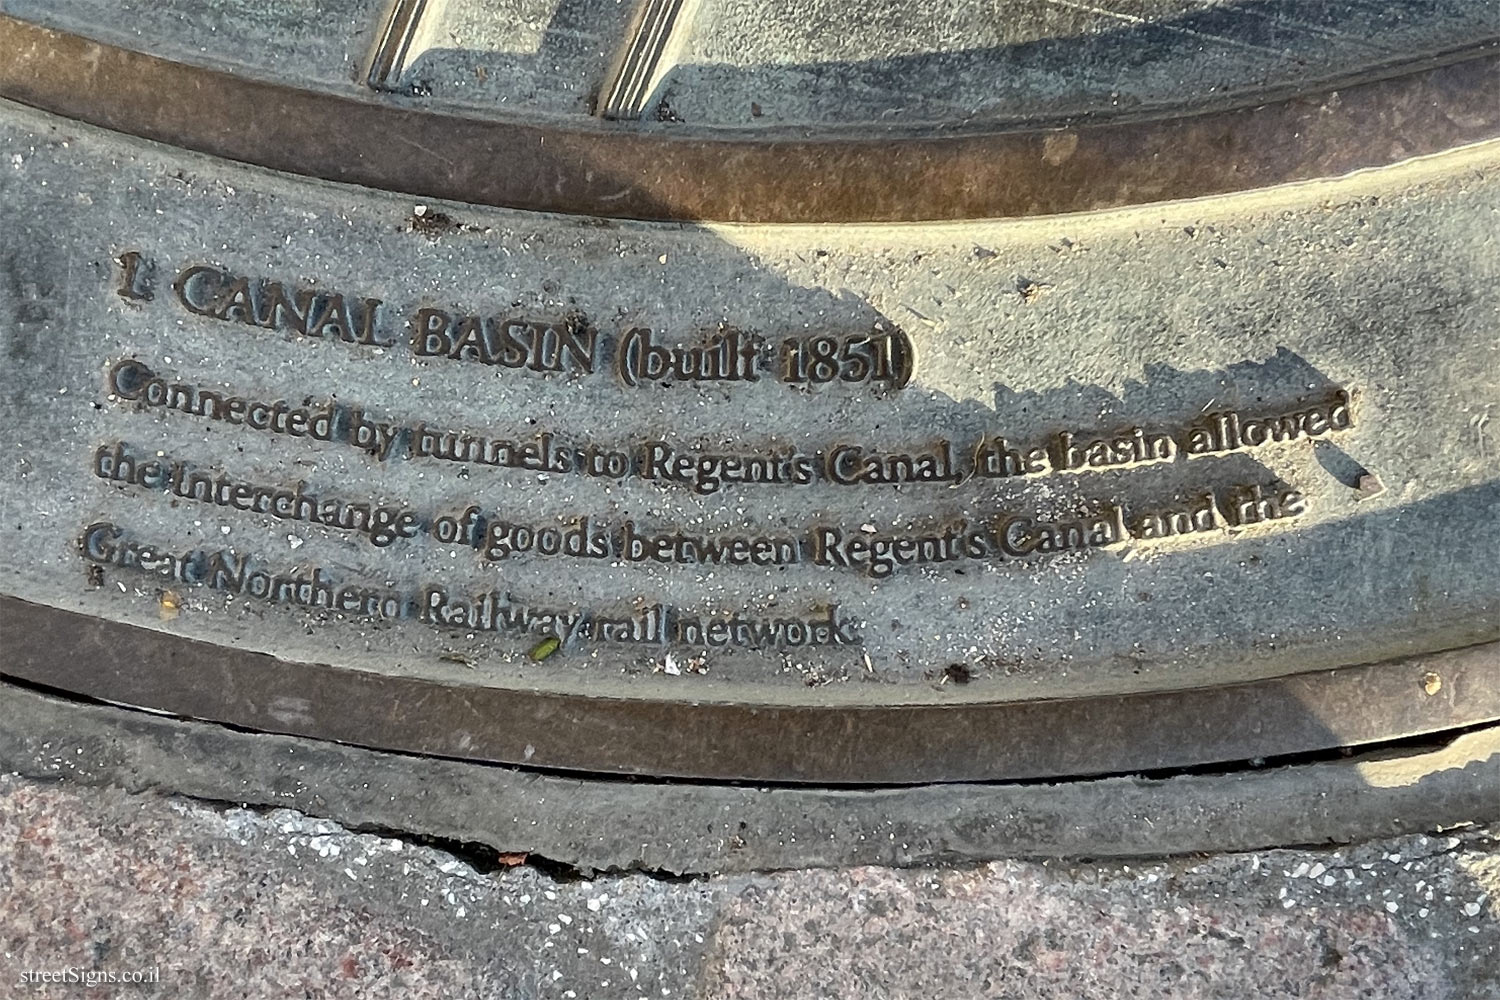 1. CANAL BASIN (built 1851)
Connected by tunnels to Regent's Canal, the basin allowed
the interchange of goods between Regent's Canal and the
Great Northern Railway rail network.
streetSigns.co.il